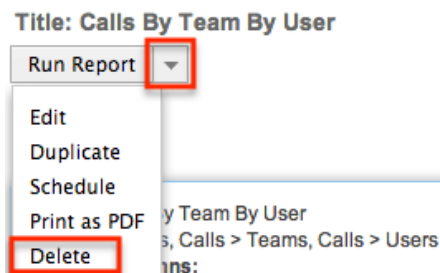 Title: Calls By Team By User
Run Report
Edit
Duplicate
Schedule
Print as PDF
y Team By User
s, Calls > Teams, Calls > Users
Delete
nns: